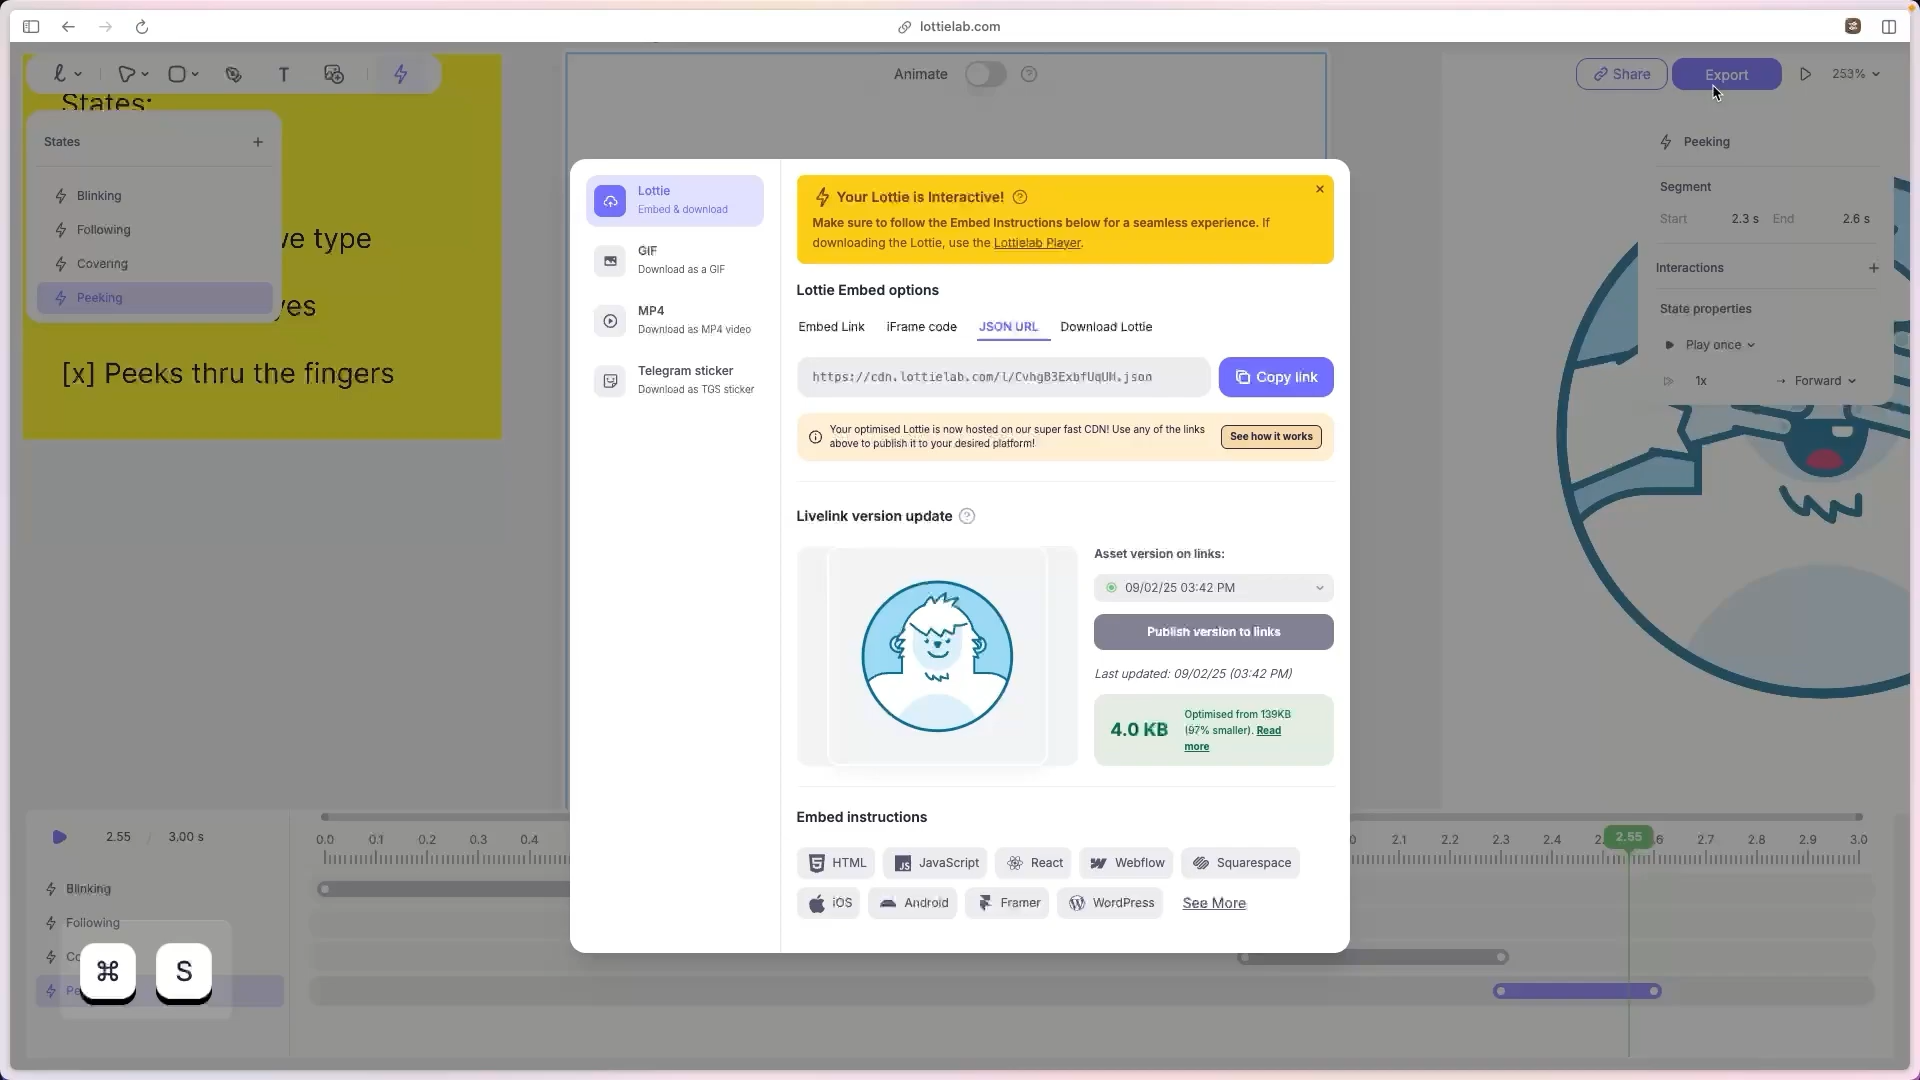 lottielab.com
Animate
Share
Export
253%
States:
States
Blinking
Following
Covering
Peeking
ve type
yes
[x] Peeks thru the fingers
Lottie
Embed & download
GIF
Download as a GIF
MP4
Download as MP4 video
Telegram sticker
Download as TGS sticker
Your Lottie is Interactive!
Make sure to follow the Embed Instructions below for a seamless experience. If
downloading the Lottie, use the Lottielab Player.
Lottie Embed options
Embed Link iFrame code JSON URL Download Lottie
Copy link
Your optimised Lottie is now hosted on our super fast CDN! Use any of the links
above to publish it to your desired platform!
See how it works
Livelink version update
Asset version on links:
09/02/25 03:42 PM
Publish version to links
Last updated: 09/02/25 (03:42 PM)
4.0 KB
Optimised from 139KB
(97% smaller). Read
more
Embed instructions
HTML JavaScript React Webflow Squarespace
iOS Android Framer WordPress See More
Peeking
Segment
Start 2.3 s End 2.6 s
Interactions
State properties
Play once
1x Forward
2.55 / 3.00 s
0.0 0.1 0.2 0.3 0.4 2.1 2.2 2.3 2.4 2.55 2.7 2.8 2.9 3.0
Blinking
Following
Co
Pe
⌘ S